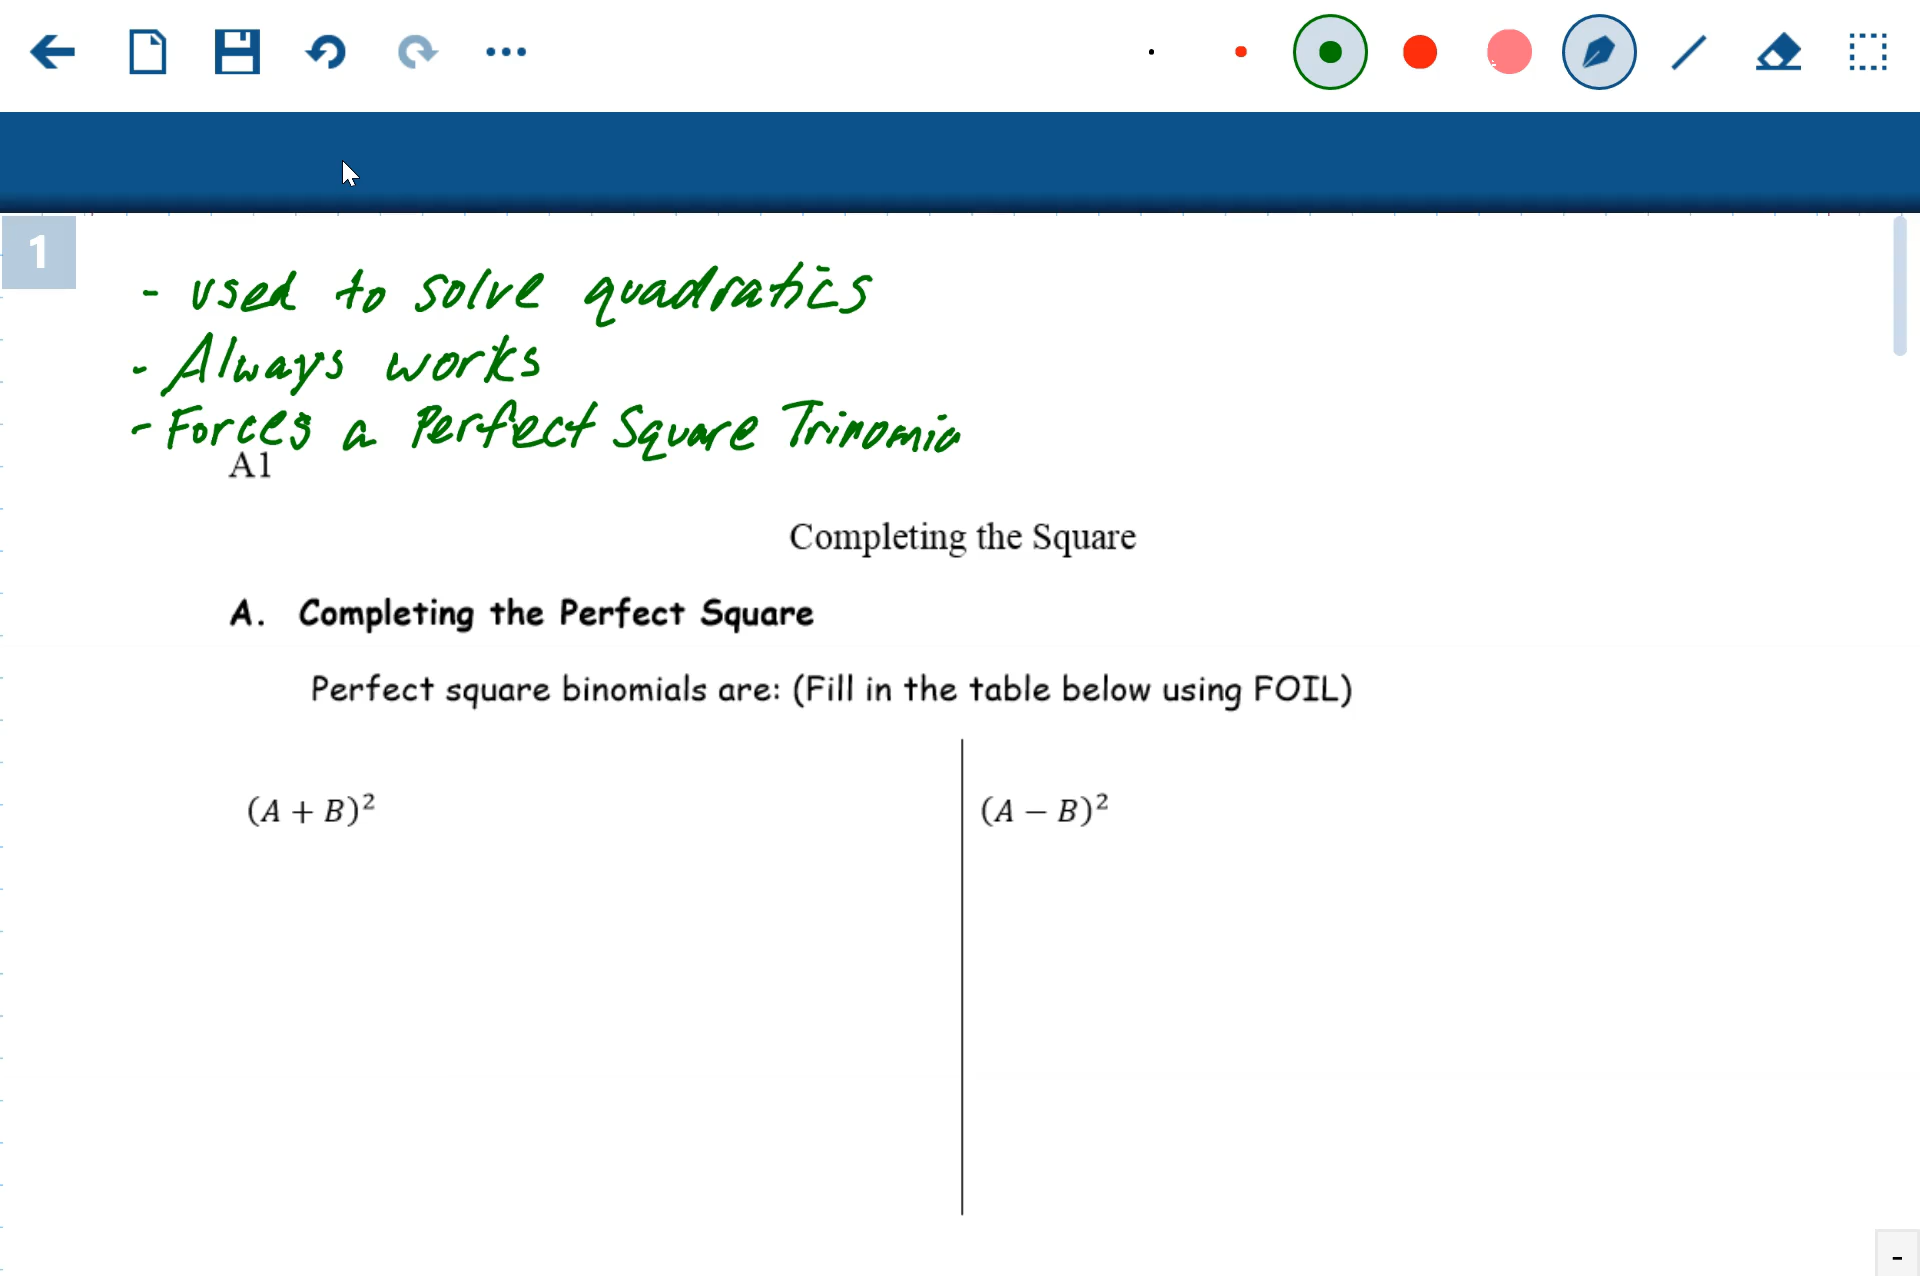 1
- used to solve quadratics
- Always works
- Forces a Perfect Square Trinomia
A1
Completing the Square
A. Completing the Perfect Square
Perfect square binomials are: (Fill in the table below using FOIL)
(A + B)²
(A − B)²